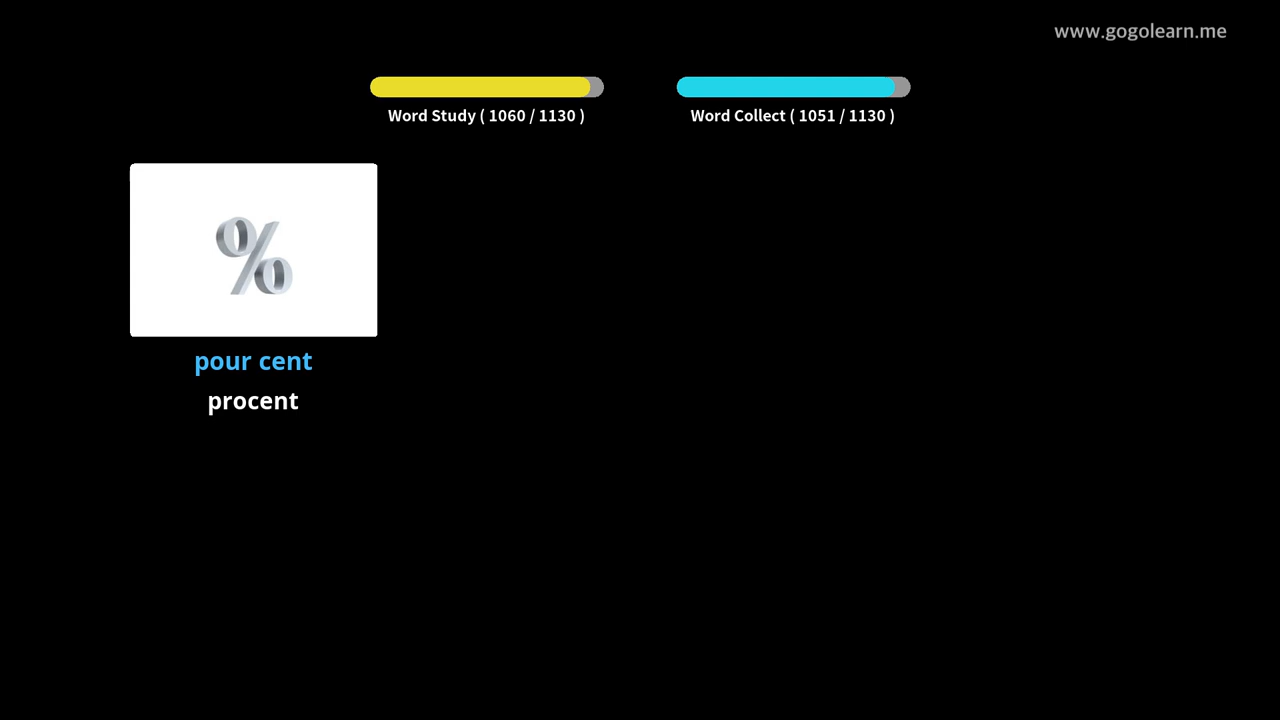 www.gogolearn.me
Word Study ( 1060 / 1130 )
Word Collect ( 1051 / 1130 )
%
pour cent
procent